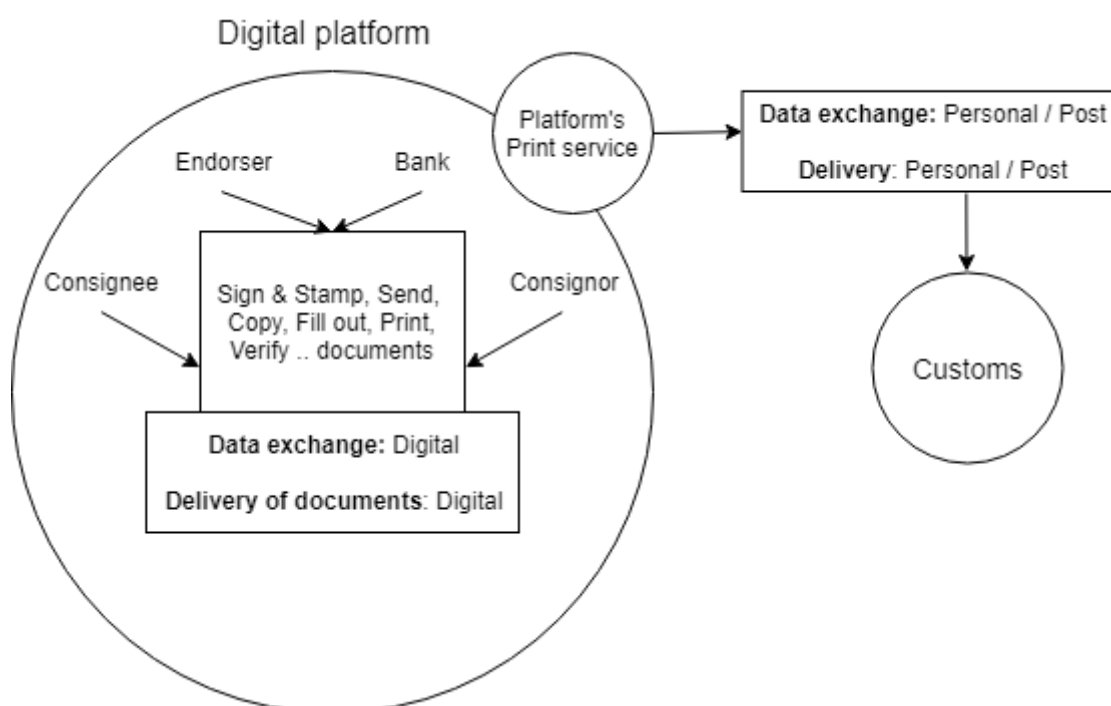 Digital platform
Platform's
Print service
Data exchange: Personal / Post
Delivery: Personal / Post
Endorser
Bank
Consignee
Consignor
Sign & Stamp, Send,
Copy, Fill out, Print,
Verify .. documents
Customs
Data exchange: Digital
Delivery of documents: Digital